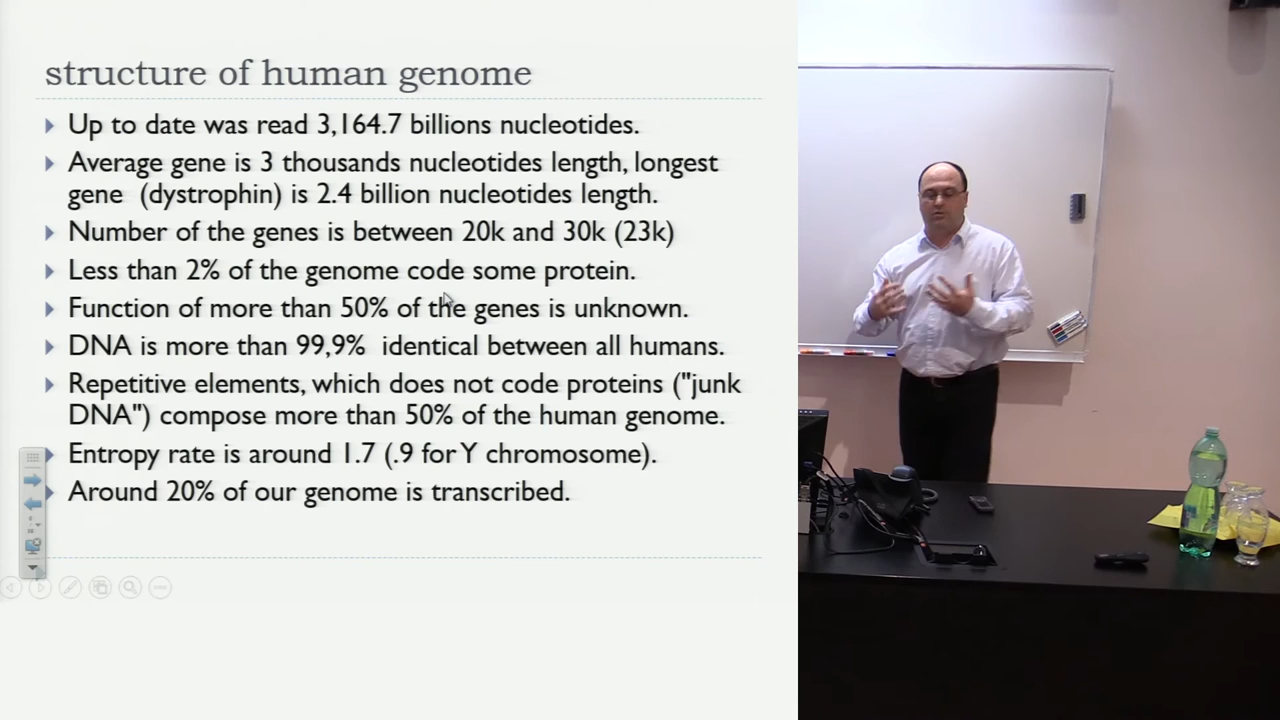 structure of human genome
Up to date was read 3,164.7 billions nucleotides.
Average gene is 3 thousands nucleotides length, longest
gene (dystrophin) is 2.4 billion nucleotides length.
Number of the genes is between 20k and 30k (23k)
Less than 2% of the genome code some protein.
Function of more than 50% of the genes is unknown.
DNA is more than 99,9% identical between all humans.
Repetitive elements, which does not code proteins ("junk
DNA") compose more than 50% of the human genome.
Entropy rate is around 1.7 (.9 for Y chromosome).
Around 20% of our genome is transcribed.